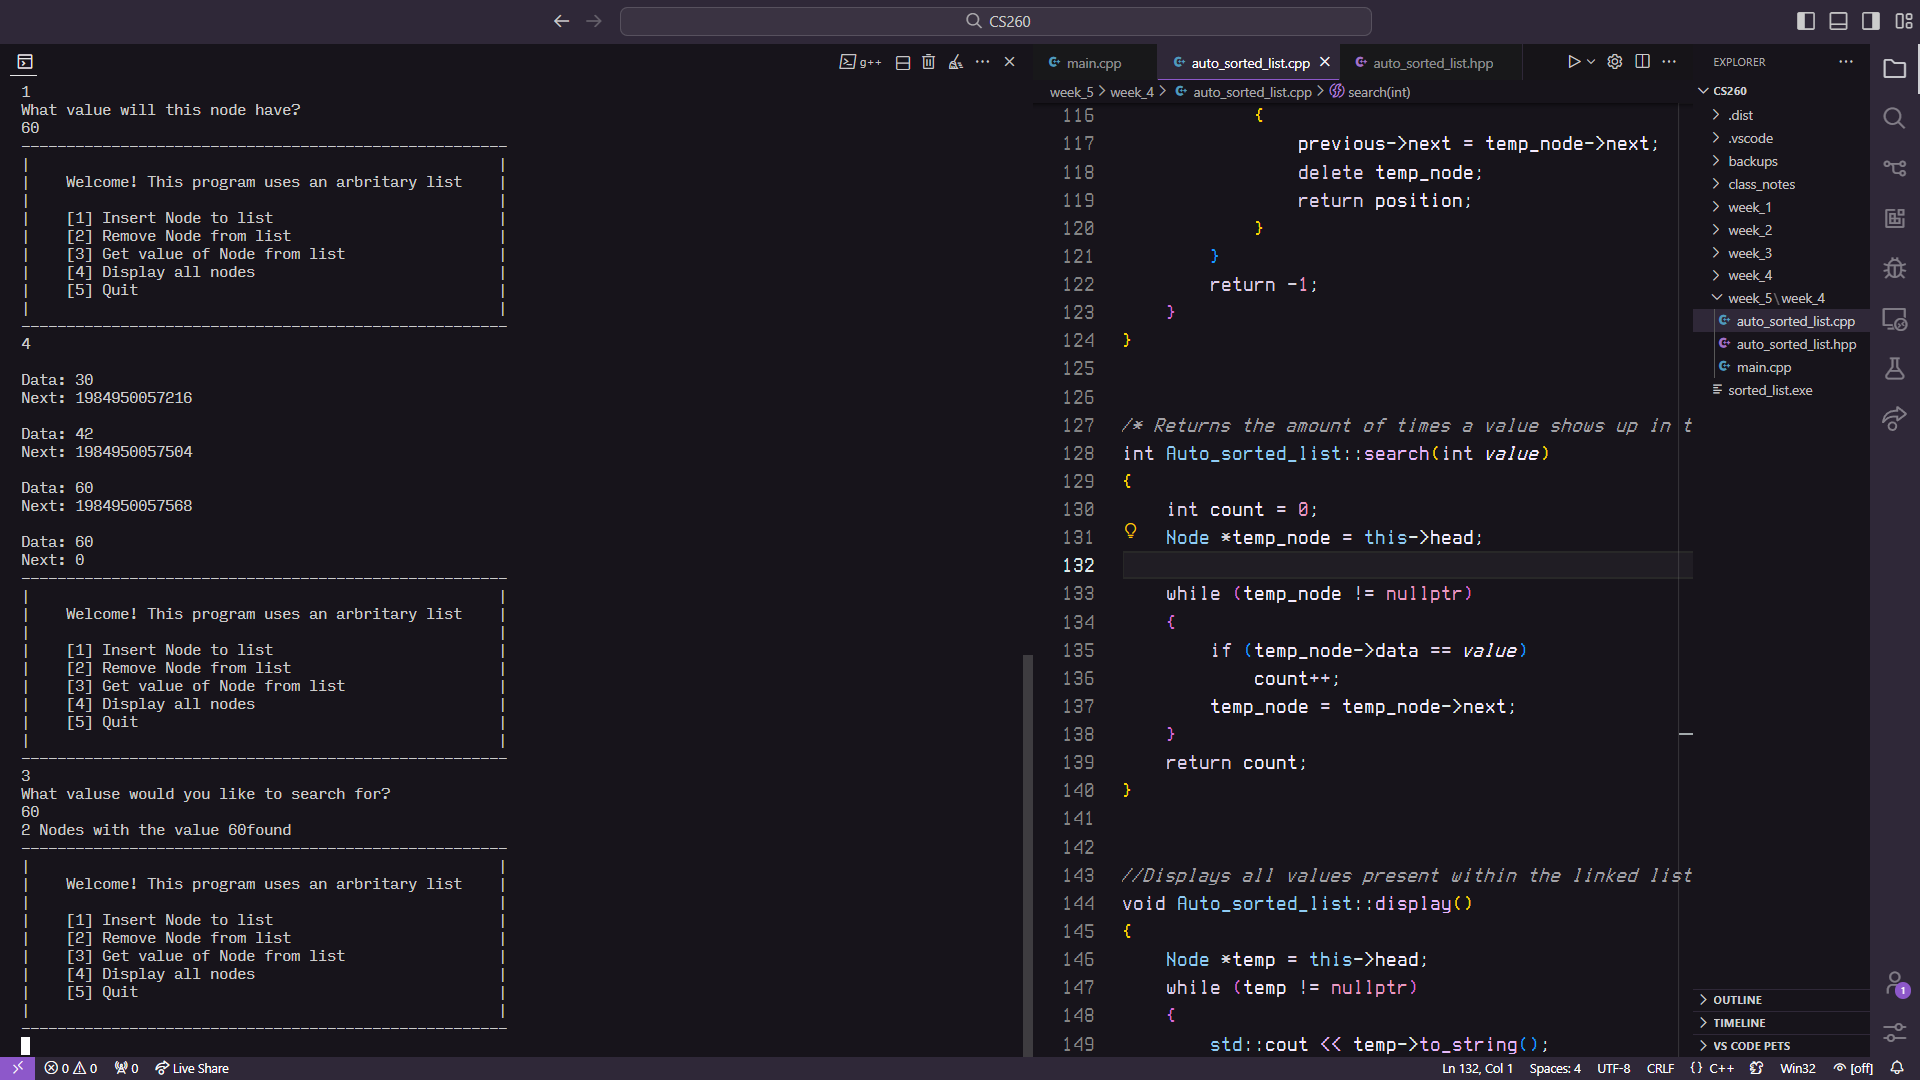 CS260
g++
1
What value will this node have?
60
Welcome! This program uses an arbritary list
[1] Insert Node to list
[2] Remove Node from list
[3] Get value of Node from list
[4] Display all nodes
[5] Quit
4
Data: 30
Next: 1984950057216
Data: 42
Next: 1984950057504
Data: 60
Next: 1984950057568
Data: 60
Next: 0
Welcome! This program uses an arbritary list
[1] Insert Node to list
[2] Remove Node from list
[3] Get value of Node from list
[4] Display all nodes
[5] Quit
3
What valuse would you like to search for?
60
2 Nodes with the value 60found
Welcome! This program uses an arbritary list
[1] Insert Node to list
[2] Remove Node from list
[3] Get value of Node from list
[4] Display all nodes
[5] Quit
main.cpp
auto_sorted_list.cpp
auto_sorted_list.hpp
week_5 > week_4 > auto_sorted_list.cpp > search(int)
116 {
117 previous->next = temp_node->next;
118 delete temp_node;
119 return position;
120 }
121 }
122 return -1;
123 }
124 }
125
126
127 /* Returns the amount of times a value shows up in t
128 int Auto_sorted_list::search(int value)
129 {
130 int count = 0;
131 Node *temp_node = this->head;
132
133 while (temp_node != nullptr)
134 {
135 if (temp_node->data == value)
136 count++;
137 temp_node = temp_node->next;
138 }
139 return count;
140 }
141
142
143 //Displays all values present within the linked list
144 void Auto_sorted_list::display()
145 {
146 Node *temp = this->head;
147 while (temp != nullptr)
148 {
149 std::cout << temp->to_string();
EXPLORER
CS260
.dist
.vscode
backups
class_notes
week_1
week_2
week_3
week_4
week_5\week_4
auto_sorted_list.cpp
auto_sorted_list.hpp
main.cpp
sorted_list.exe
OUTLINE
TIMELINE
VS CODE PETS
1
0 0 0 Live Share
Ln 132, Col 1 Spaces: 4 UTF-8 CRLF {} C++ Win32 [off]